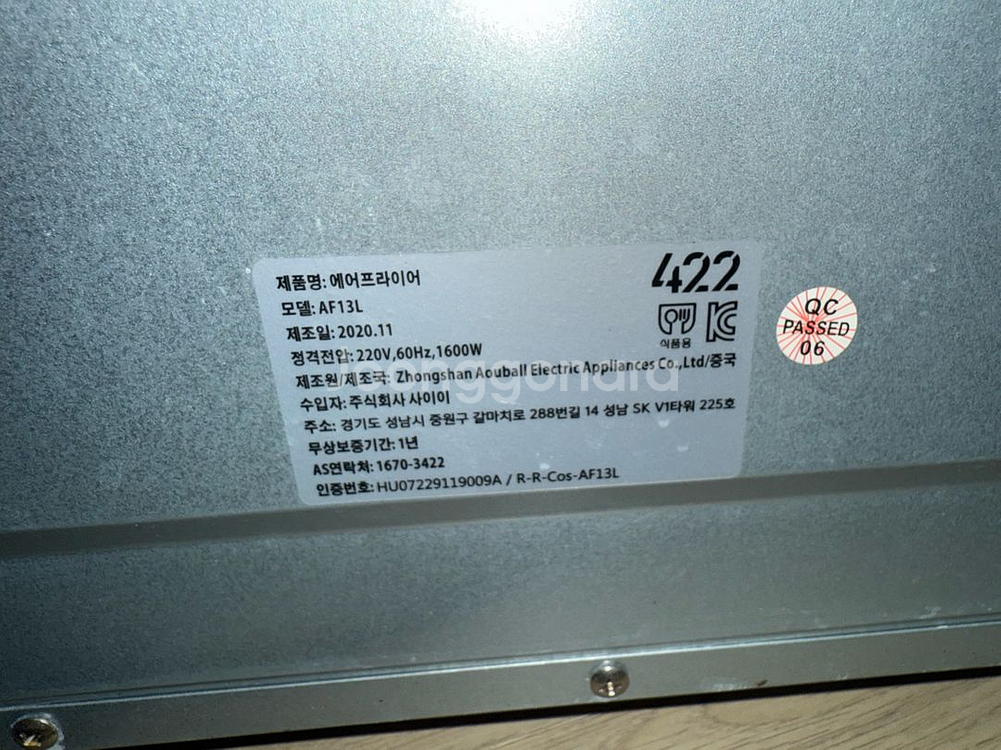 422
제품명: 에어프라이어
모델: AF13L
제조일: 2020.11
정격전압: 220V,60Hz,1600W
제조원/제조국: Zhongshan Aouball Electric Appliances Co.,Ltd/중국
수입자: 주식회사 사이이
주소: 경기도 성남시 중원구 갈마치로 288번길 14 성남 SK V1타워 225호
무상보증기간: 1년
AS연락처: 1670-3422
인증번호: HU07229119009A / R-R-Cos-AF13L
식품용
QC
PASSED
06
Joonggonara